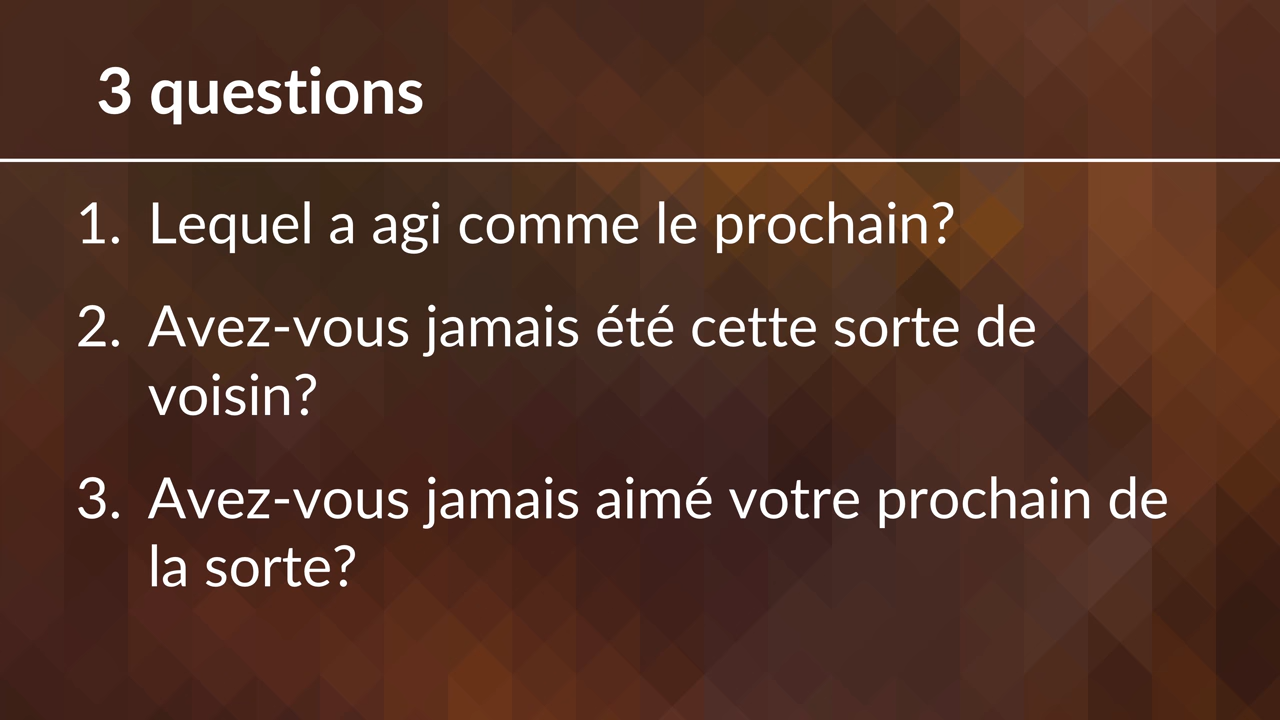 3 questions
1. Lequel a agi comme le prochain?
2. Avez-vous jamais été cette sorte de
voisin?
3. Avez-vous jamais aimé votre prochain de
la sorte?